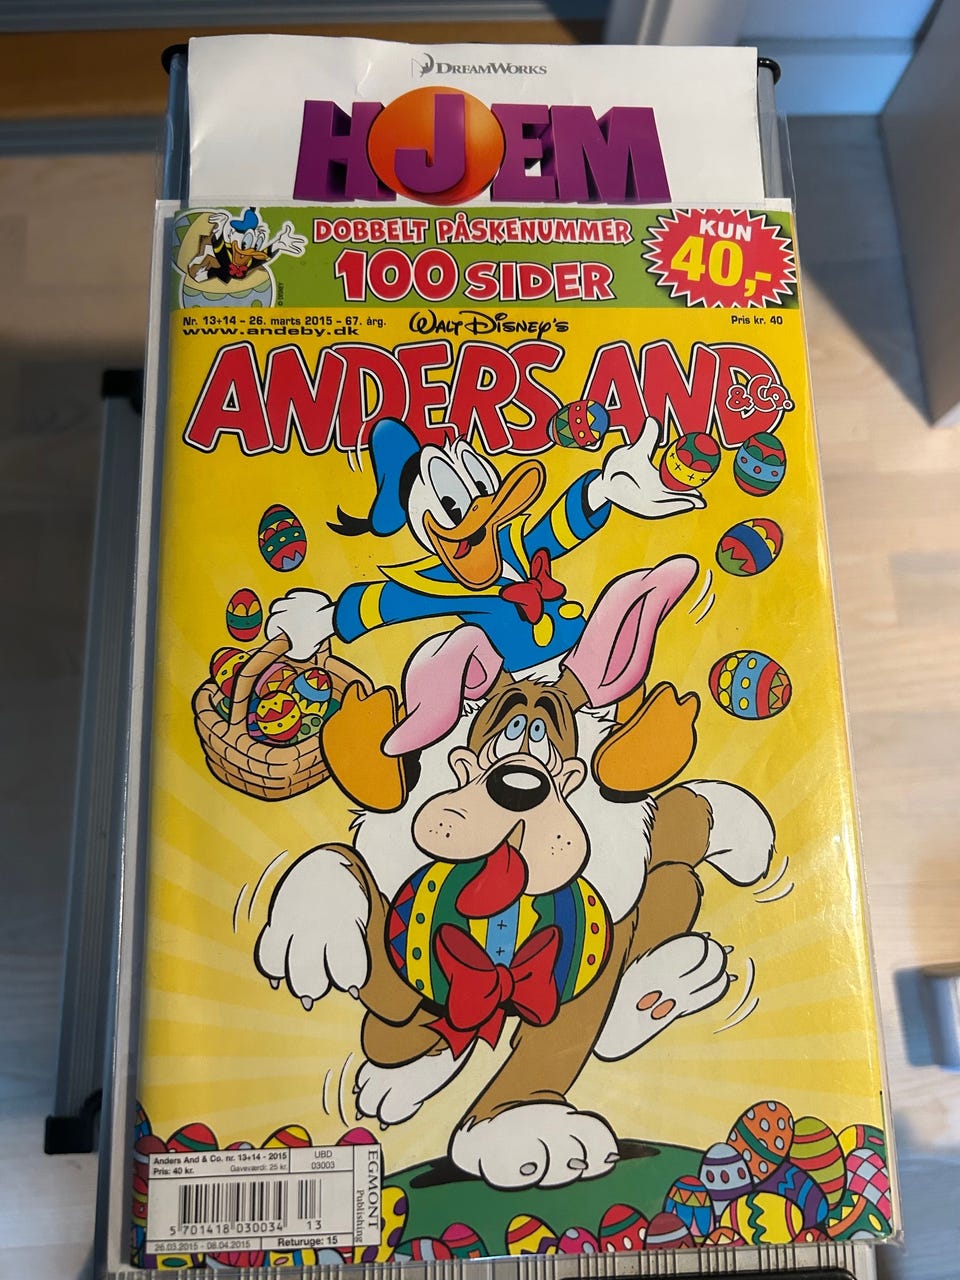 DREAMWORKS
HJEM
DOBBELT PÅSKENUMMER
100 SIDER
KUN
40,-
© DISNEY
Nr. 13+14 - 26. marts 2015 - 67. årg.
www.andeby.dk
WALT DISNEY'S
Pris kr. 40
ANDERS AND
& Co.
Anders And & Co. nr. 13+14 - 2015
Pris: 40 kr.
Gaveværdi: 25 kr.
UBD
03003
EGMONT
Publishing
5 701418 030034
13
26.03.2015 - 08.04.2015
Returuge: 15